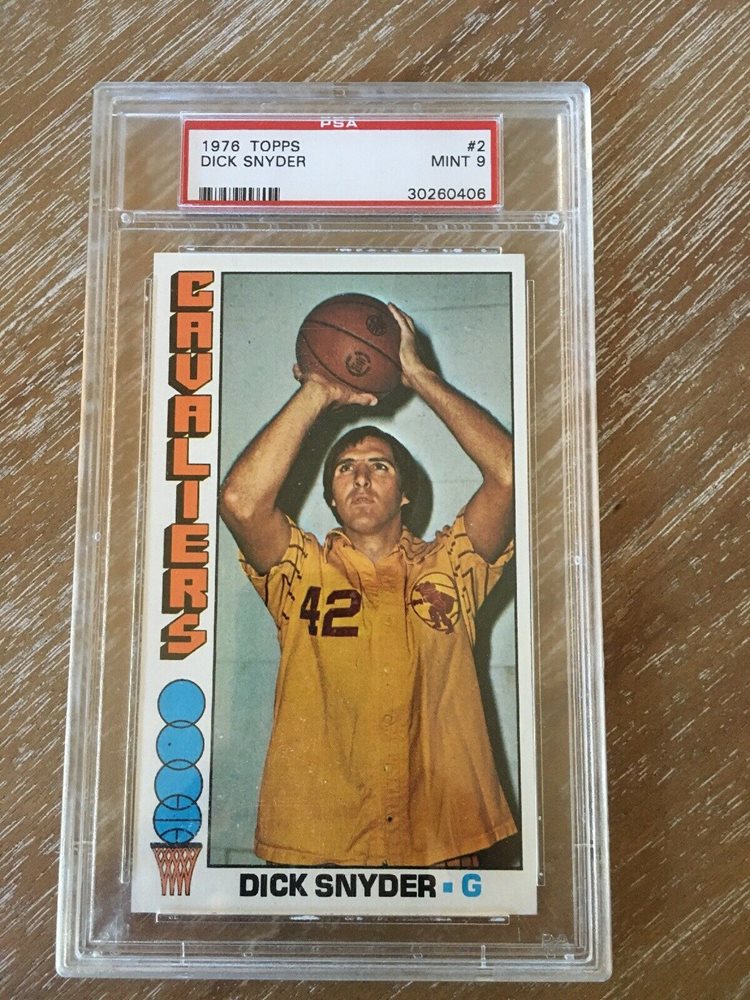 PSA
1976 TOPPS #2
DICK SNYDER MINT 9
30260406
CAVALIERS
42
DICK SNYDER ▪ G